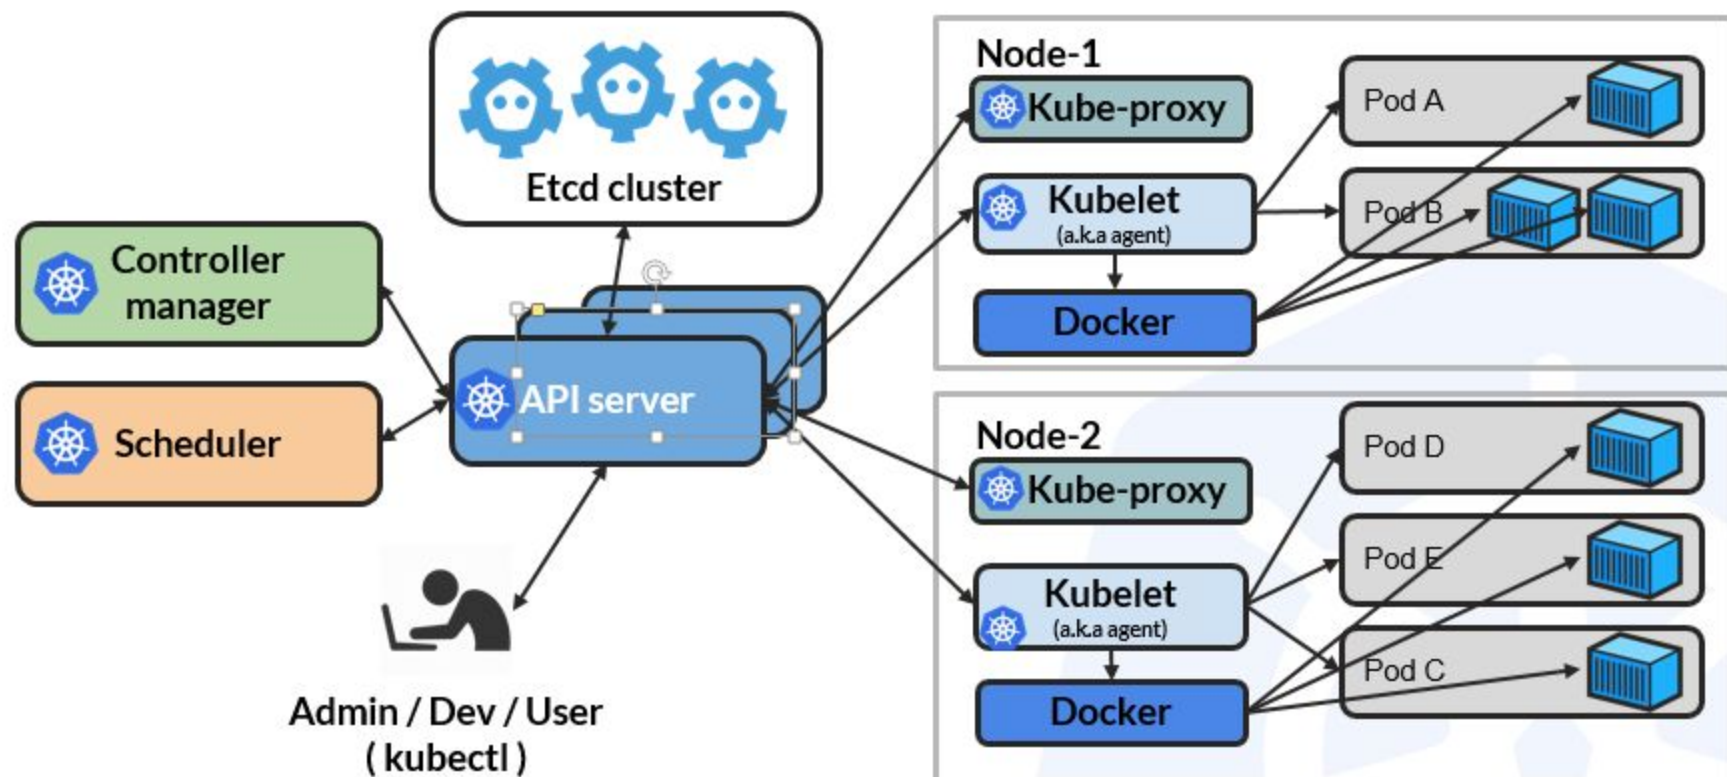 Etcd cluster
Controller
manager
Scheduler
API server
Admin / Dev / User
( kubectl )
Node-1
Kube-proxy
Kubelet
(a.k.a agent)
Docker
Pod A
Pod B
Node-2
Kube-proxy
Kubelet
(a.k.a agent)
Docker
Pod D
Pod E
Pod C